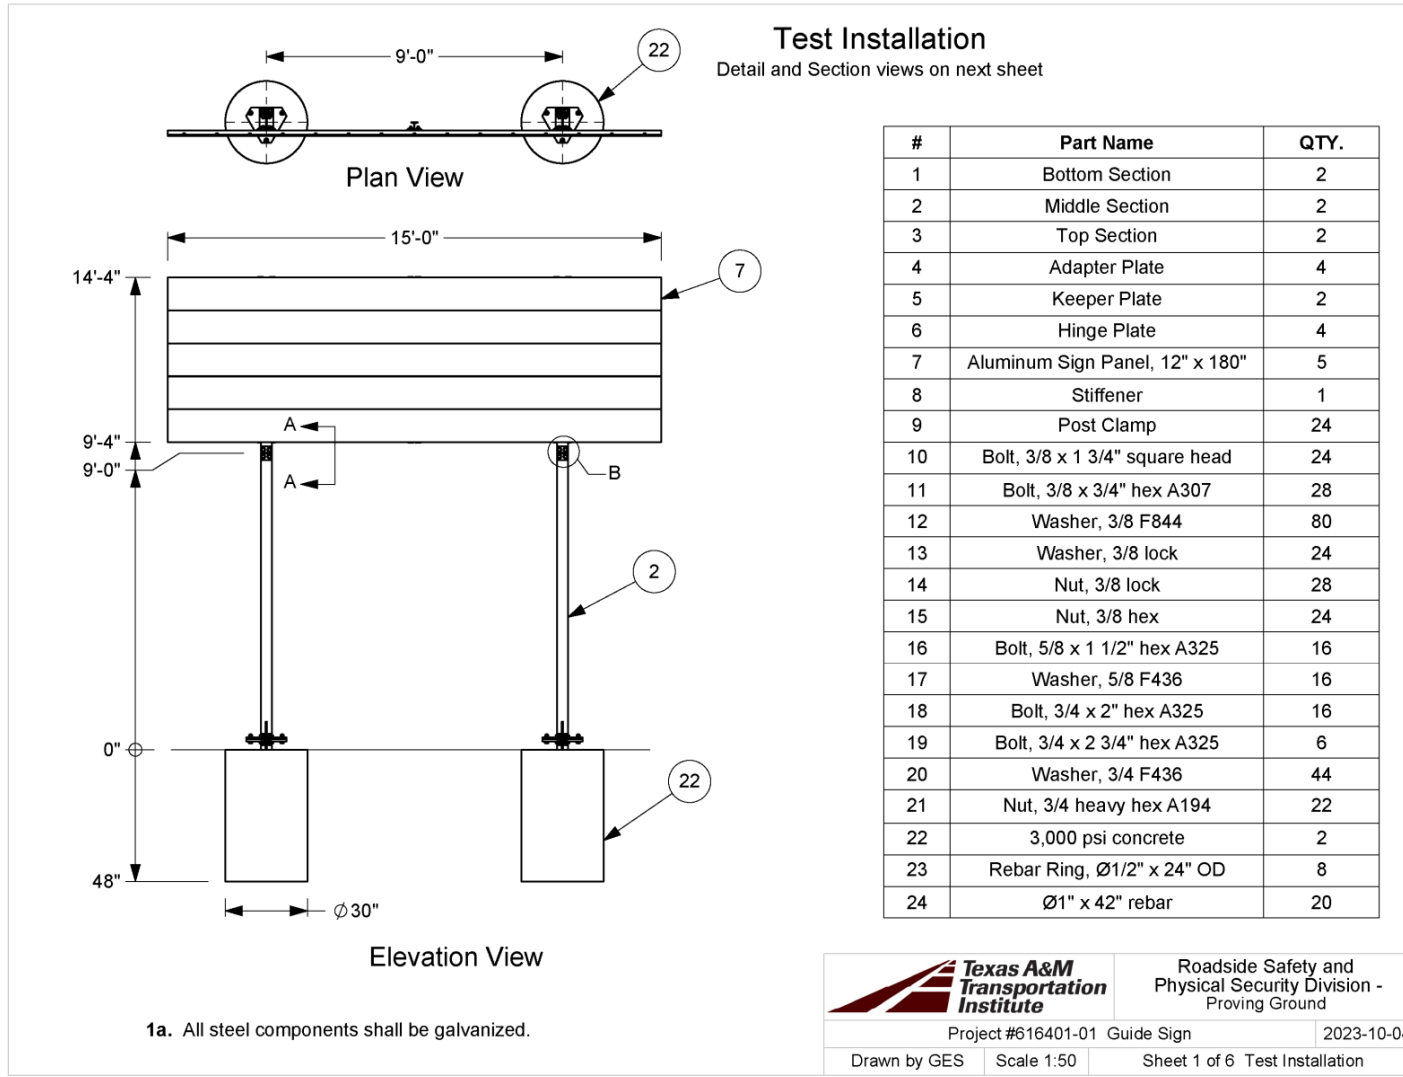 Test Installation
Detail and Section views on next sheet
9'-0"
22
Plan View
15'-0"
7
14'-4"
9'-4"
9'-0"
A
A
B
2
0"
22
48"
Ø30"
Elevation View
1a. All steel components shall be galvanized.
# Part Name QTY.
1 Bottom Section 2
2 Middle Section 2
3 Top Section 2
4 Adapter Plate 4
5 Keeper Plate 2
6 Hinge Plate 4
7 Aluminum Sign Panel, 12" x 180" 5
8 Stiffener 1
9 Post Clamp 24
10 Bolt, 3/8 x 1 3/4" square head 24
11 Bolt, 3/8 x 3/4" hex A307 28
12 Washer, 3/8 F844 80
13 Washer, 3/8 lock 24
14 Nut, 3/8 lock 28
15 Nut, 3/8 hex 24
16 Bolt, 5/8 x 1 1/2" hex A325 16
17 Washer, 5/8 F436 16
18 Bolt, 3/4 x 2" hex A325 16
19 Bolt, 3/4 x 2 3/4" hex A325 6
20 Washer, 3/4 F436 44
21 Nut, 3/4 heavy hex A194 22
22 3,000 psi concrete 2
23 Rebar Ring, Ø1/2" x 24" OD 8
24 Ø1" x 42" rebar 20
Texas A&M
Transportation
Institute
Roadside Safety and
Physical Security Division -
Proving Ground
Project #616401-01 Guide Sign
Drawn by GES Scale 1:50 Sheet 1 of 6 Test Installation